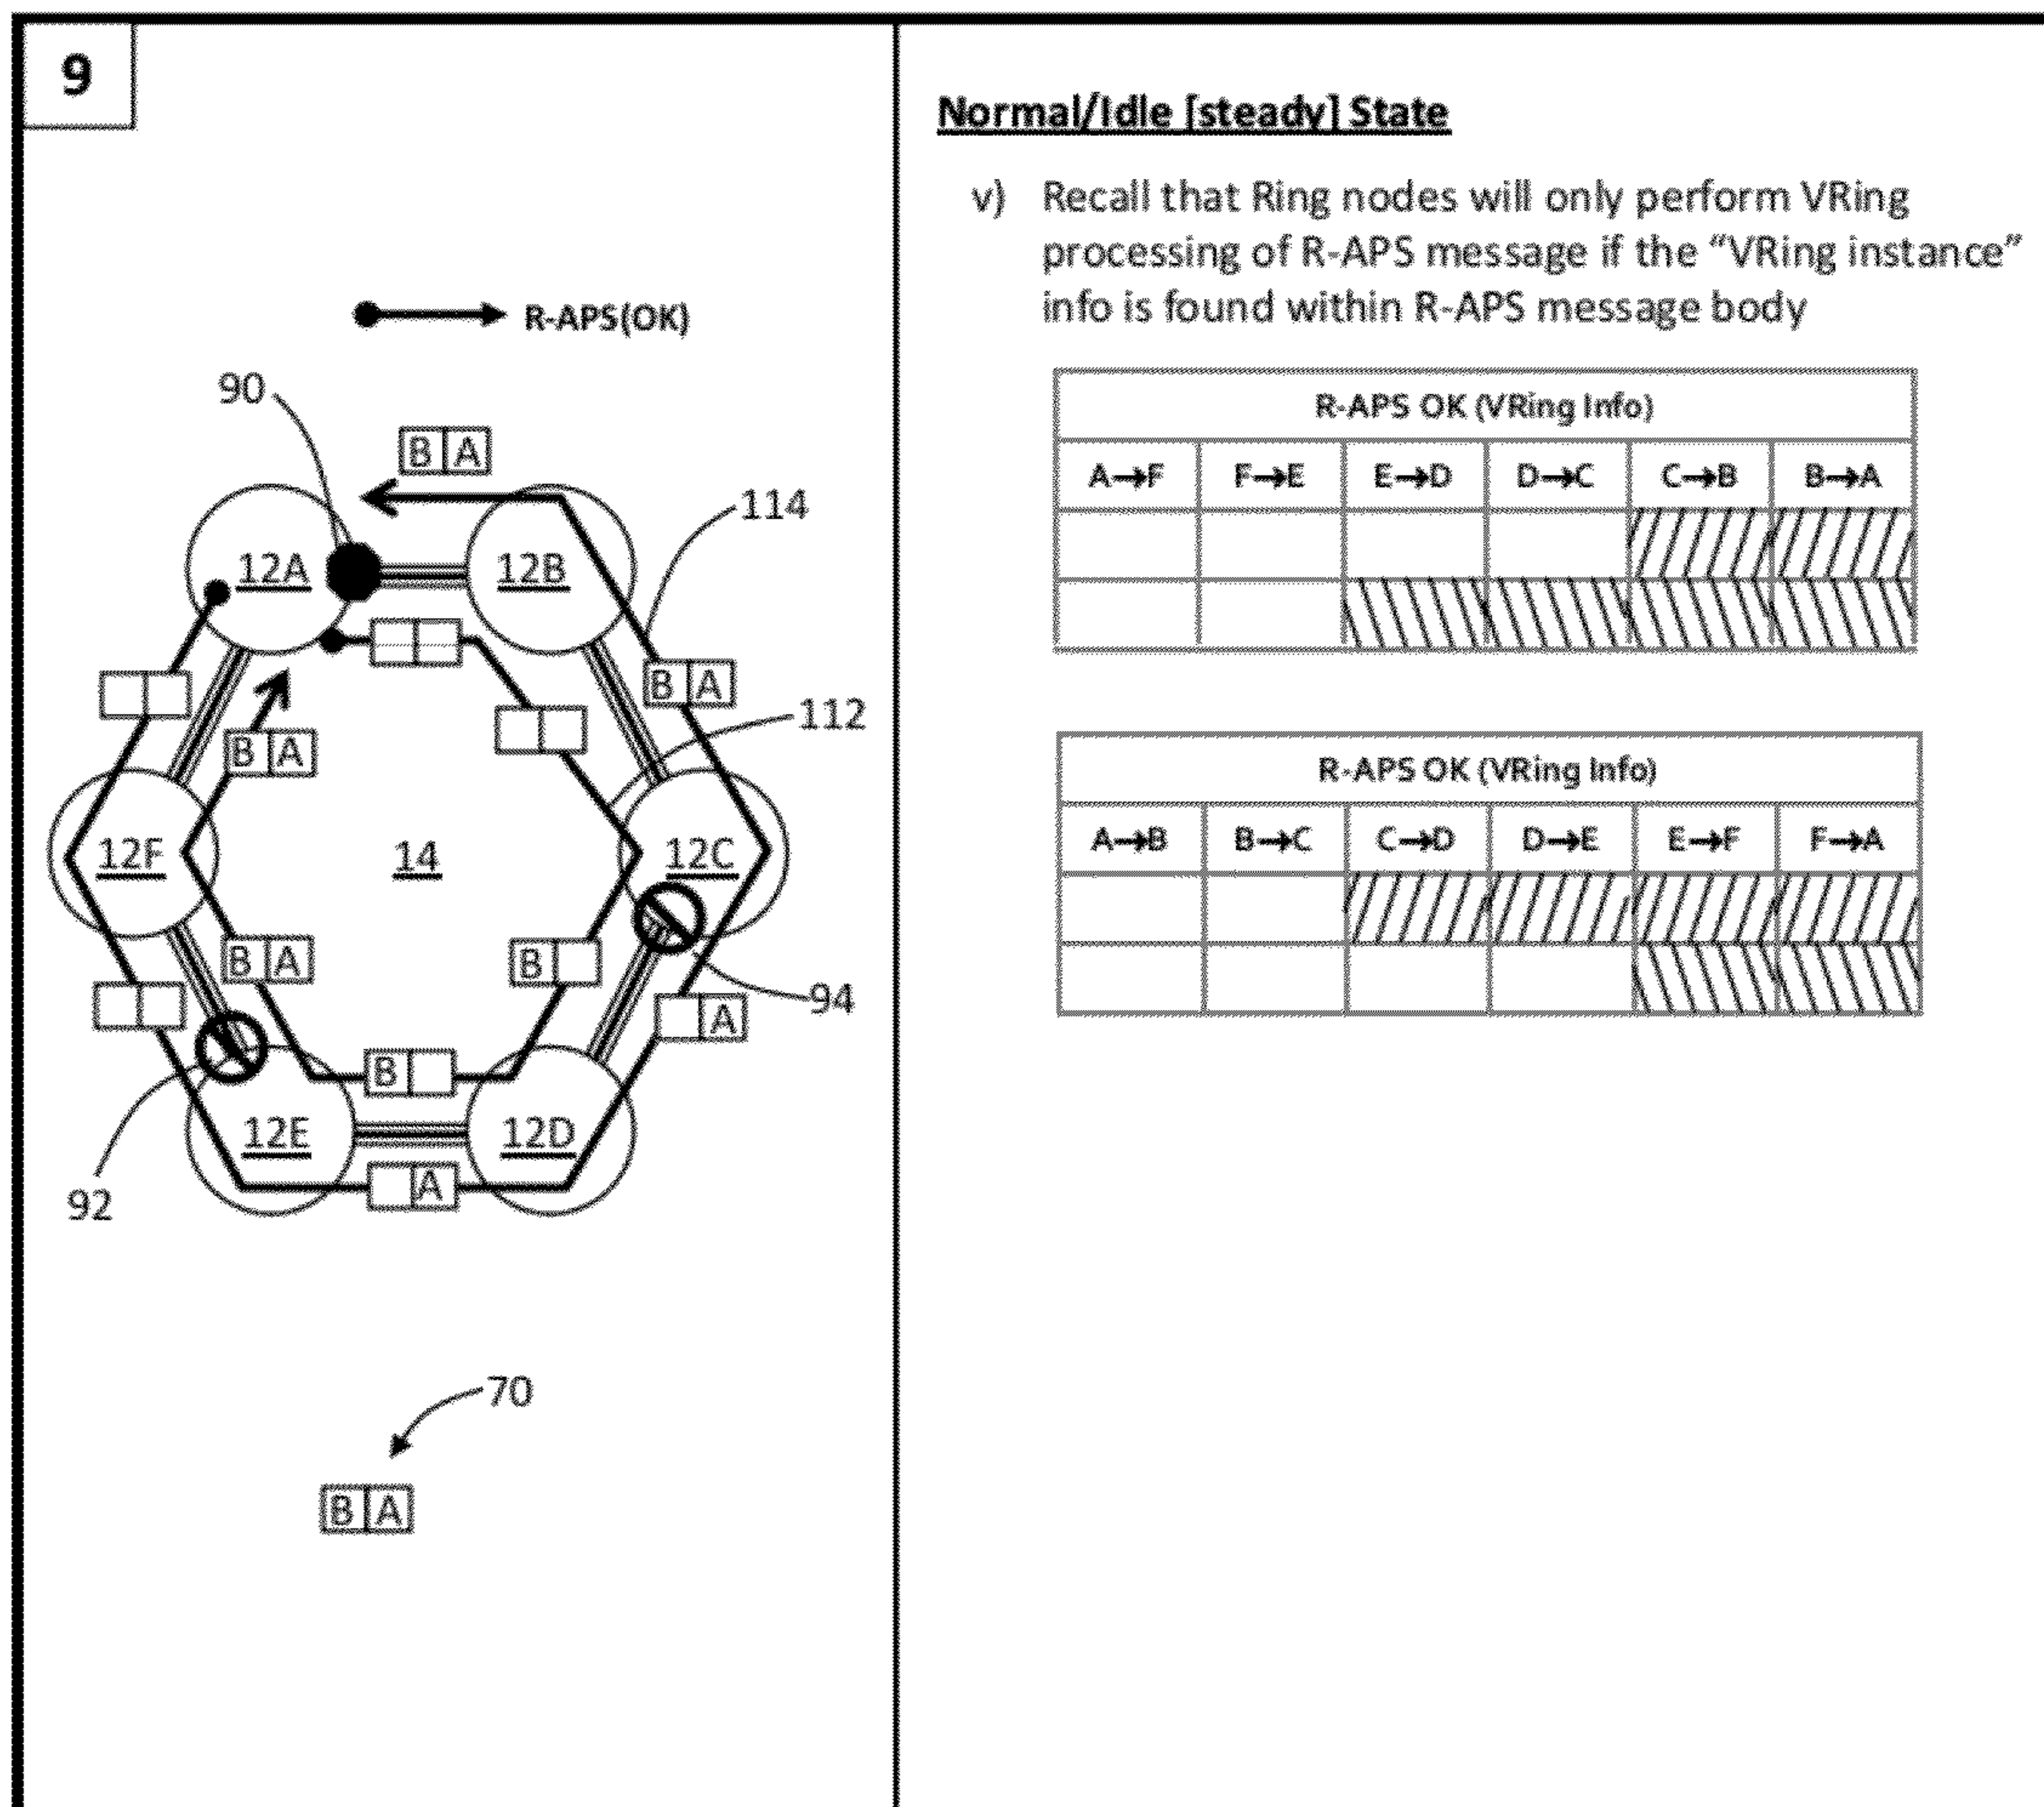 9
R-APS(OK)
90
B A
114
12A
12B
B A
112
B A
12F
14
12C
B A
B
94
A
B
92
12E
12D
A
70
B A
Normal/Idle [steady] State
v) Recall that Ring nodes will only perform VRing
processing of R-APS message if the “VRing instance”
info is found within R-APS message body
R-APS OK (VRing Info)
A→F F→E E→D D→C C→B B→A
R-APS OK (VRing Info)
A→B B→C C→D D→E E→F F→A